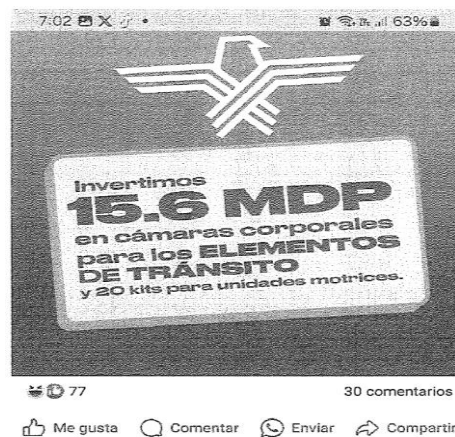 7:02 63%
Invertimos
15.6 MDP
en cámaras corporales
para los ELEMENTOS
DE TRÁNSITO
y 20 kits para unidades motrices.
77 30 comentarios
Me gusta Comentar Enviar Compartir